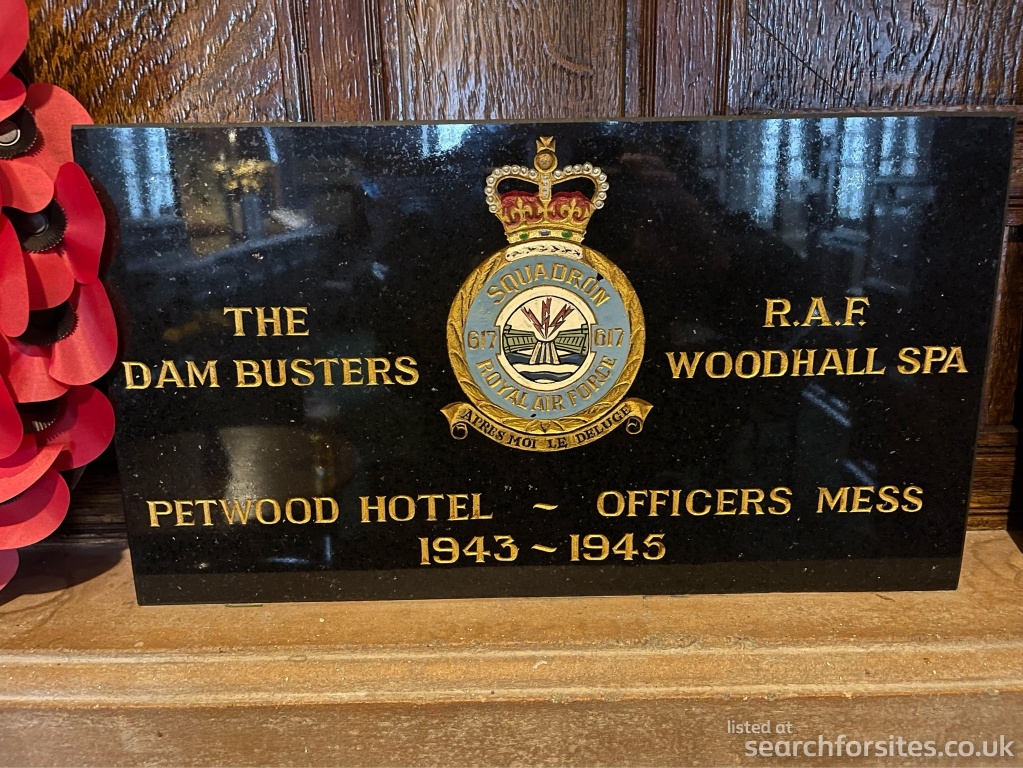 THE
DAM BUSTERS
SQUADRON
617 617
ROYAL AIR FORCE
APRES MOI LE DELUGE
R.A.F.
WOODHALL SPA
PETWOOD HOTEL ~ OFFICERS MESS
1943 ~ 1945
listed at
searchforsites.co.uk